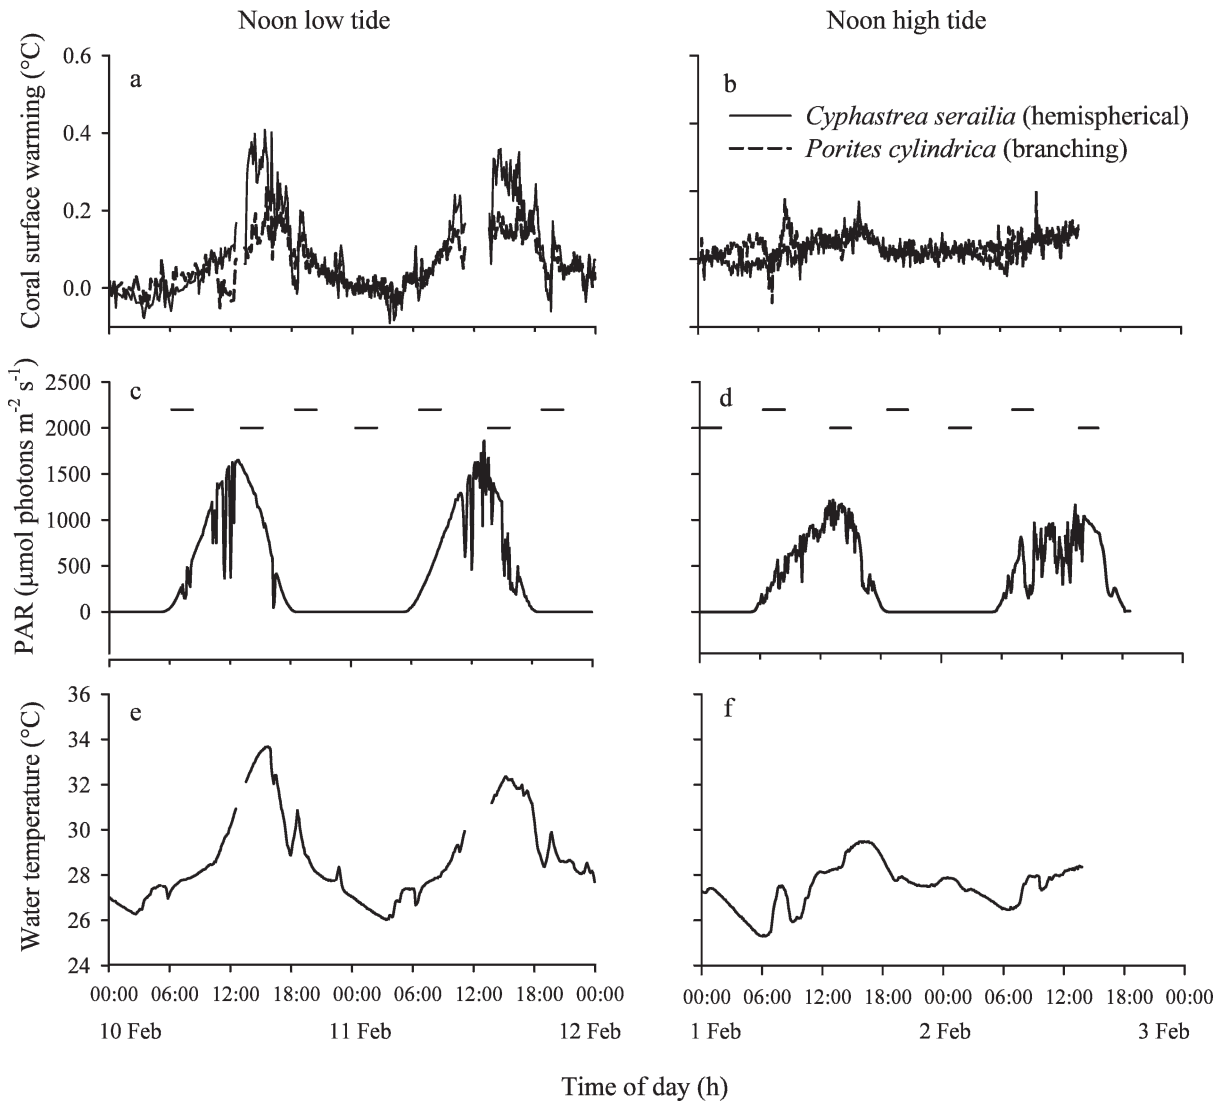 Noon low tide
Noon high tide
Coral surface warming (°C)
0.6
0.4
0.2
0.0
a
b
Cyphastrea serailia (hemispherical)
Porites cylindrica (branching)
PAR (µmol photons m⁻² s⁻¹)
2500
2000
1500
1000
500
0
c
d
Water temperature (°C)
36
34
32
30
28
26
24
e
f
00:00 06:00 12:00 18:00 00:00 06:00 12:00 18:00 00:00
00:00 06:00 12:00 18:00 00:00 06:00 12:00 18:00 00:00
10 Feb 11 Feb 12 Feb
1 Feb 2 Feb 3 Feb
Time of day (h)